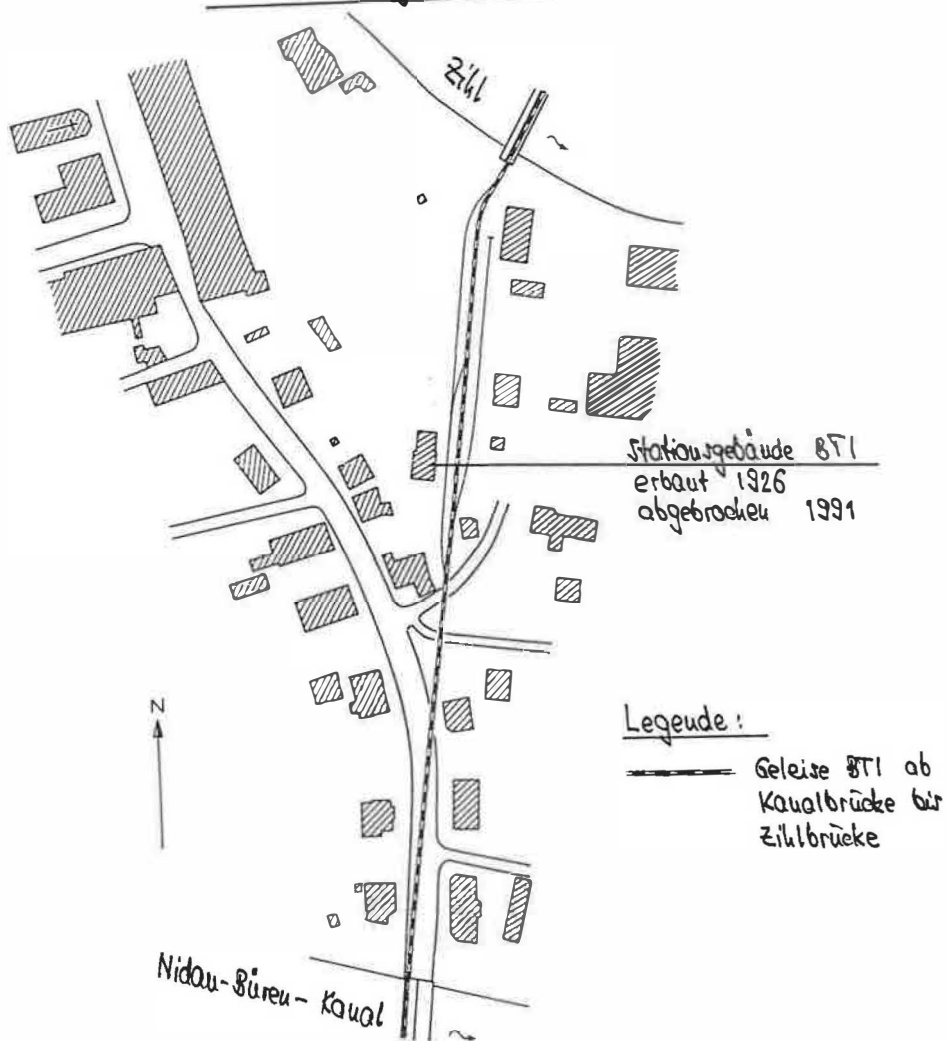 Zihl
Stationsgebäude BTI
erbaut 1926
abgebrochen 1991
N
Legende:
Geleise BTI ab
Kanalbrücke bis
Zihlbrücke
Nidau-Büren-Kanal